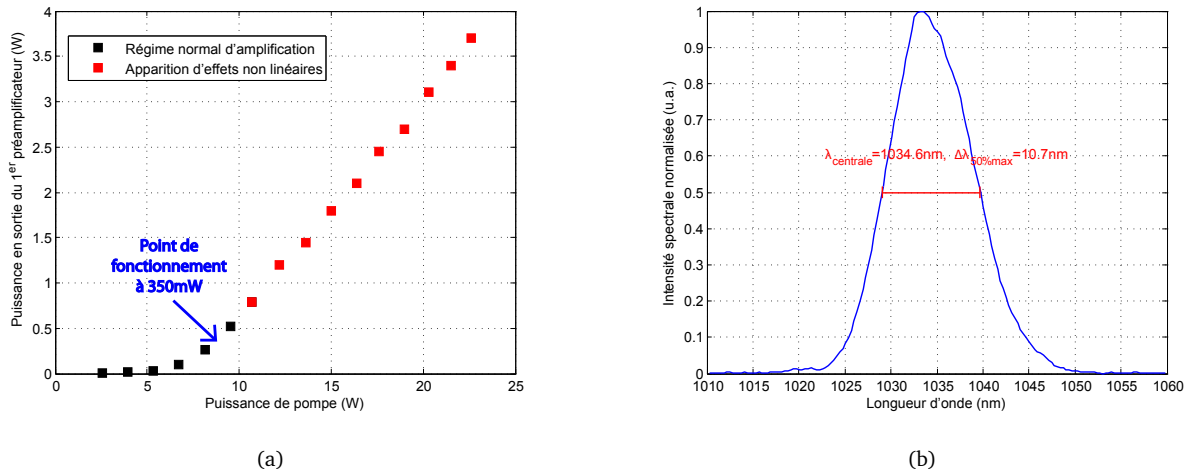 4
3.5
3
2.5
2
1.5
1
0.5
0
0 5 10 15 20 25
Puissance en sortie du 1er préamplificateur (W)
Puissance de pompe (W)
Régime normal d'amplification
Apparition d'effets non linéaires
Point de
fonctionnement
à 350mW
(a)
1
0.9
0.8
0.7
0.6
0.5
0.4
0.3
0.2
0.1
0
1010 1015 1020 1025 1030 1035 1040 1045 1050 1055 1060
Intensité spectrale normalisée (u.a.)
Longueur d'onde (nm)
λcentrale=1034.6nm, Δλ50%max=10.7nm
(b)